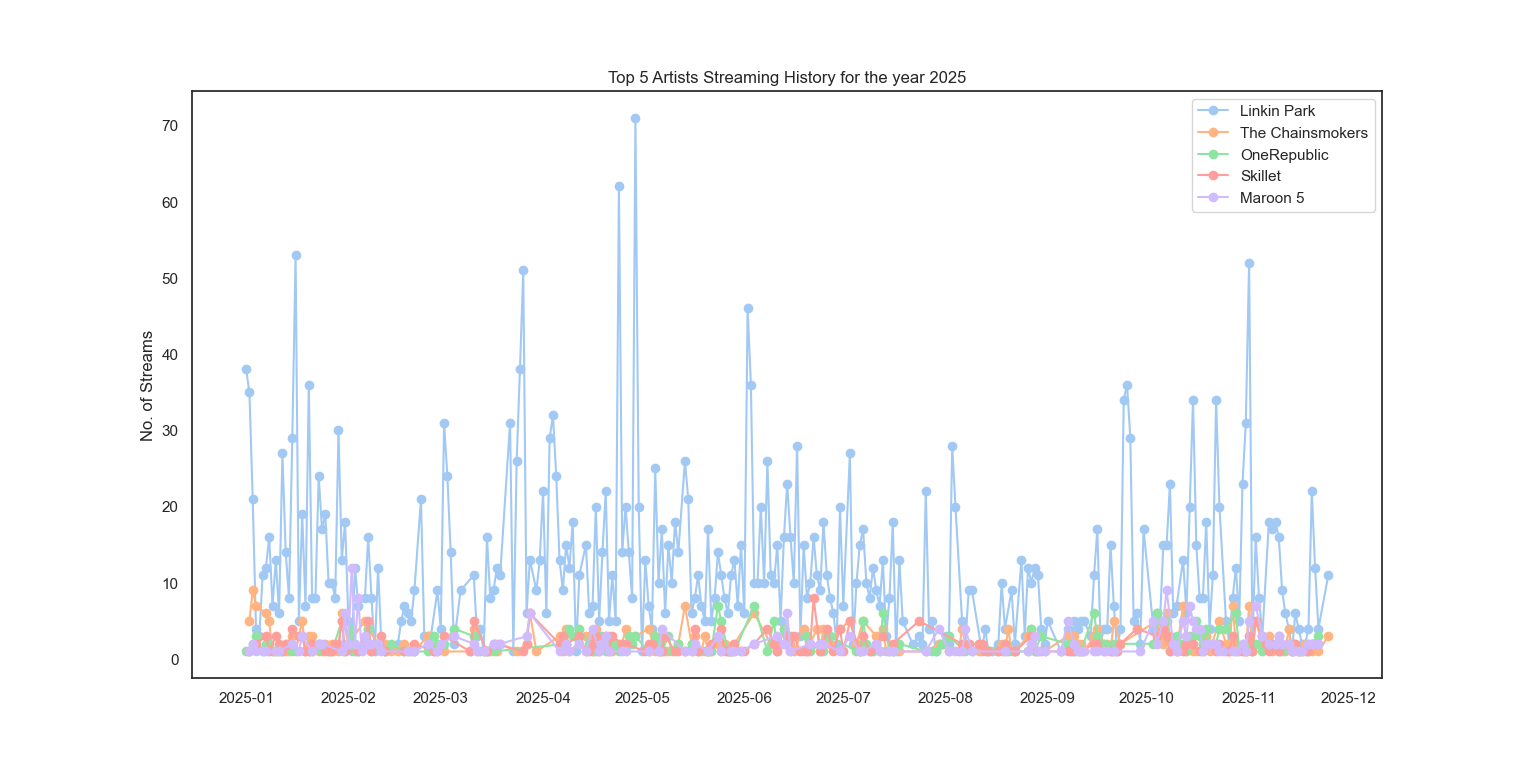 Top 5 Artists Streaming History for the year 2025
Linkin Park
The Chainsmokers
OneRepublic
Skillet
Maroon 5
No. of Streams
70
60
50
40
30
20
10
0
2025-01 2025-02 2025-03 2025-04 2025-05 2025-06 2025-07 2025-08 2025-09 2025-10 2025-11 2025-12